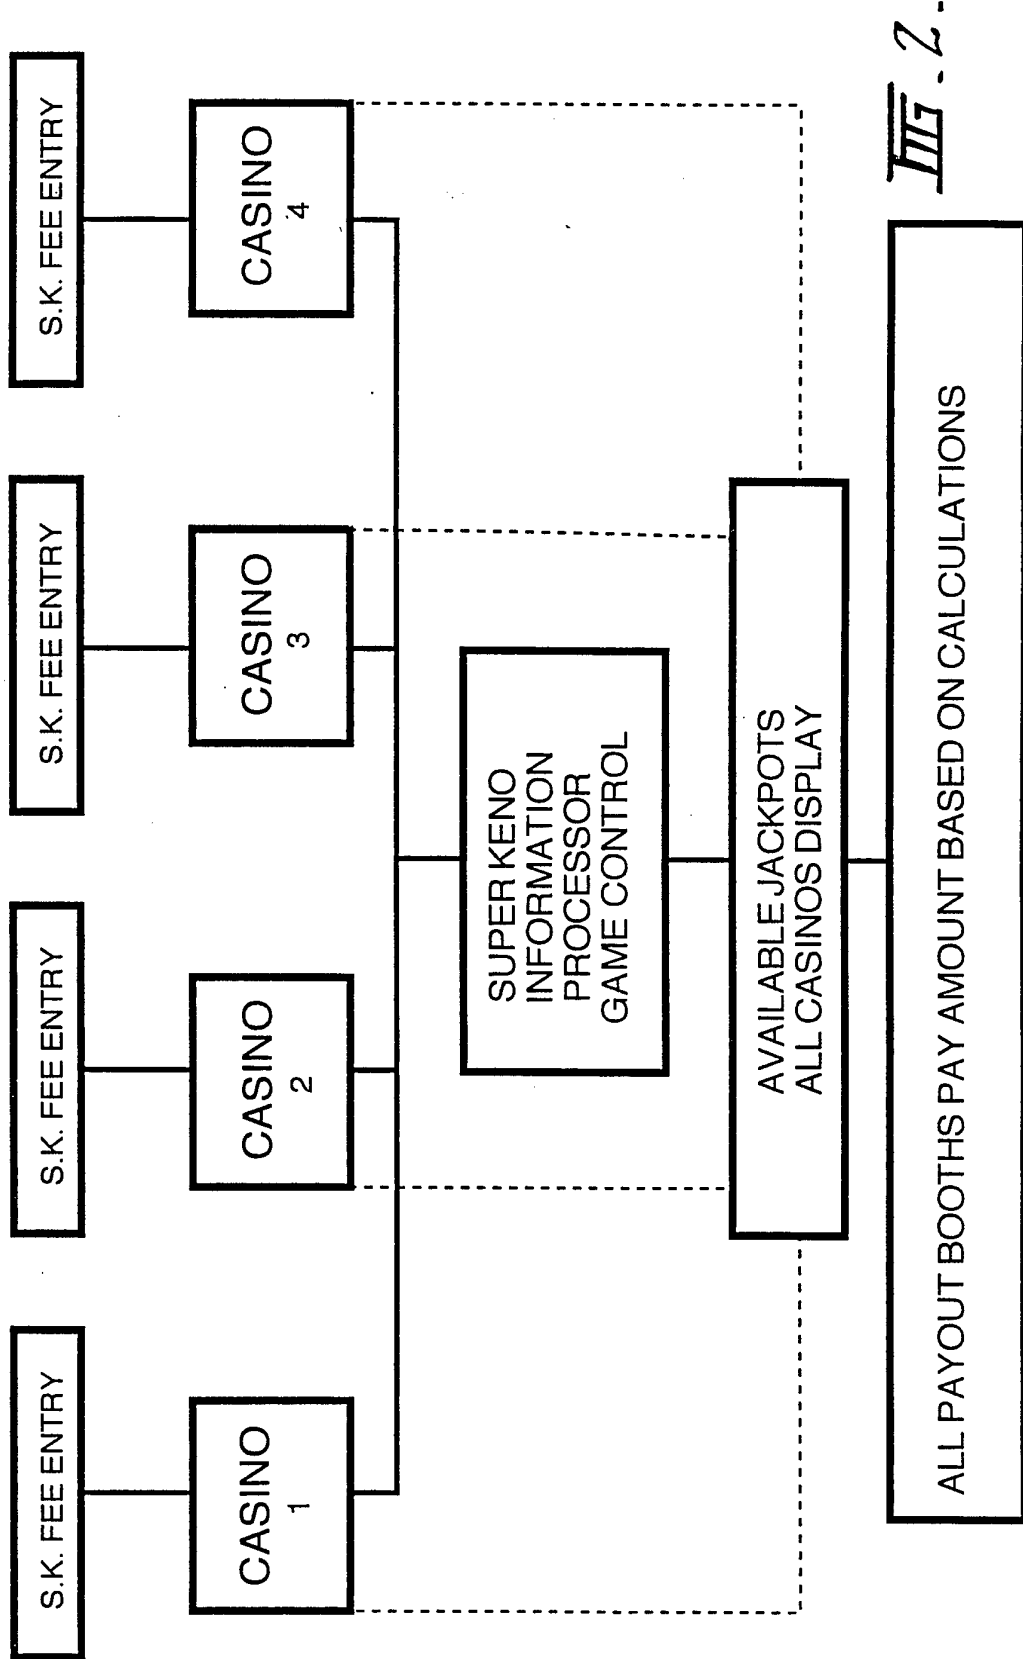 S.K. FEE ENTRY
S.K. FEE ENTRY
S.K. FEE ENTRY
S.K. FEE ENTRY
CASINO
1
CASINO
2
CASINO
3
CASINO
4
SUPER KENO
INFORMATION
PROCESSOR
GAME CONTROL
AVAILABLE JACKPOTS
ALL CASINOS DISPLAY
ALL PAYOUT BOOTHS PAY AMOUNT BASED ON CALCULATIONS
FIG. 2.